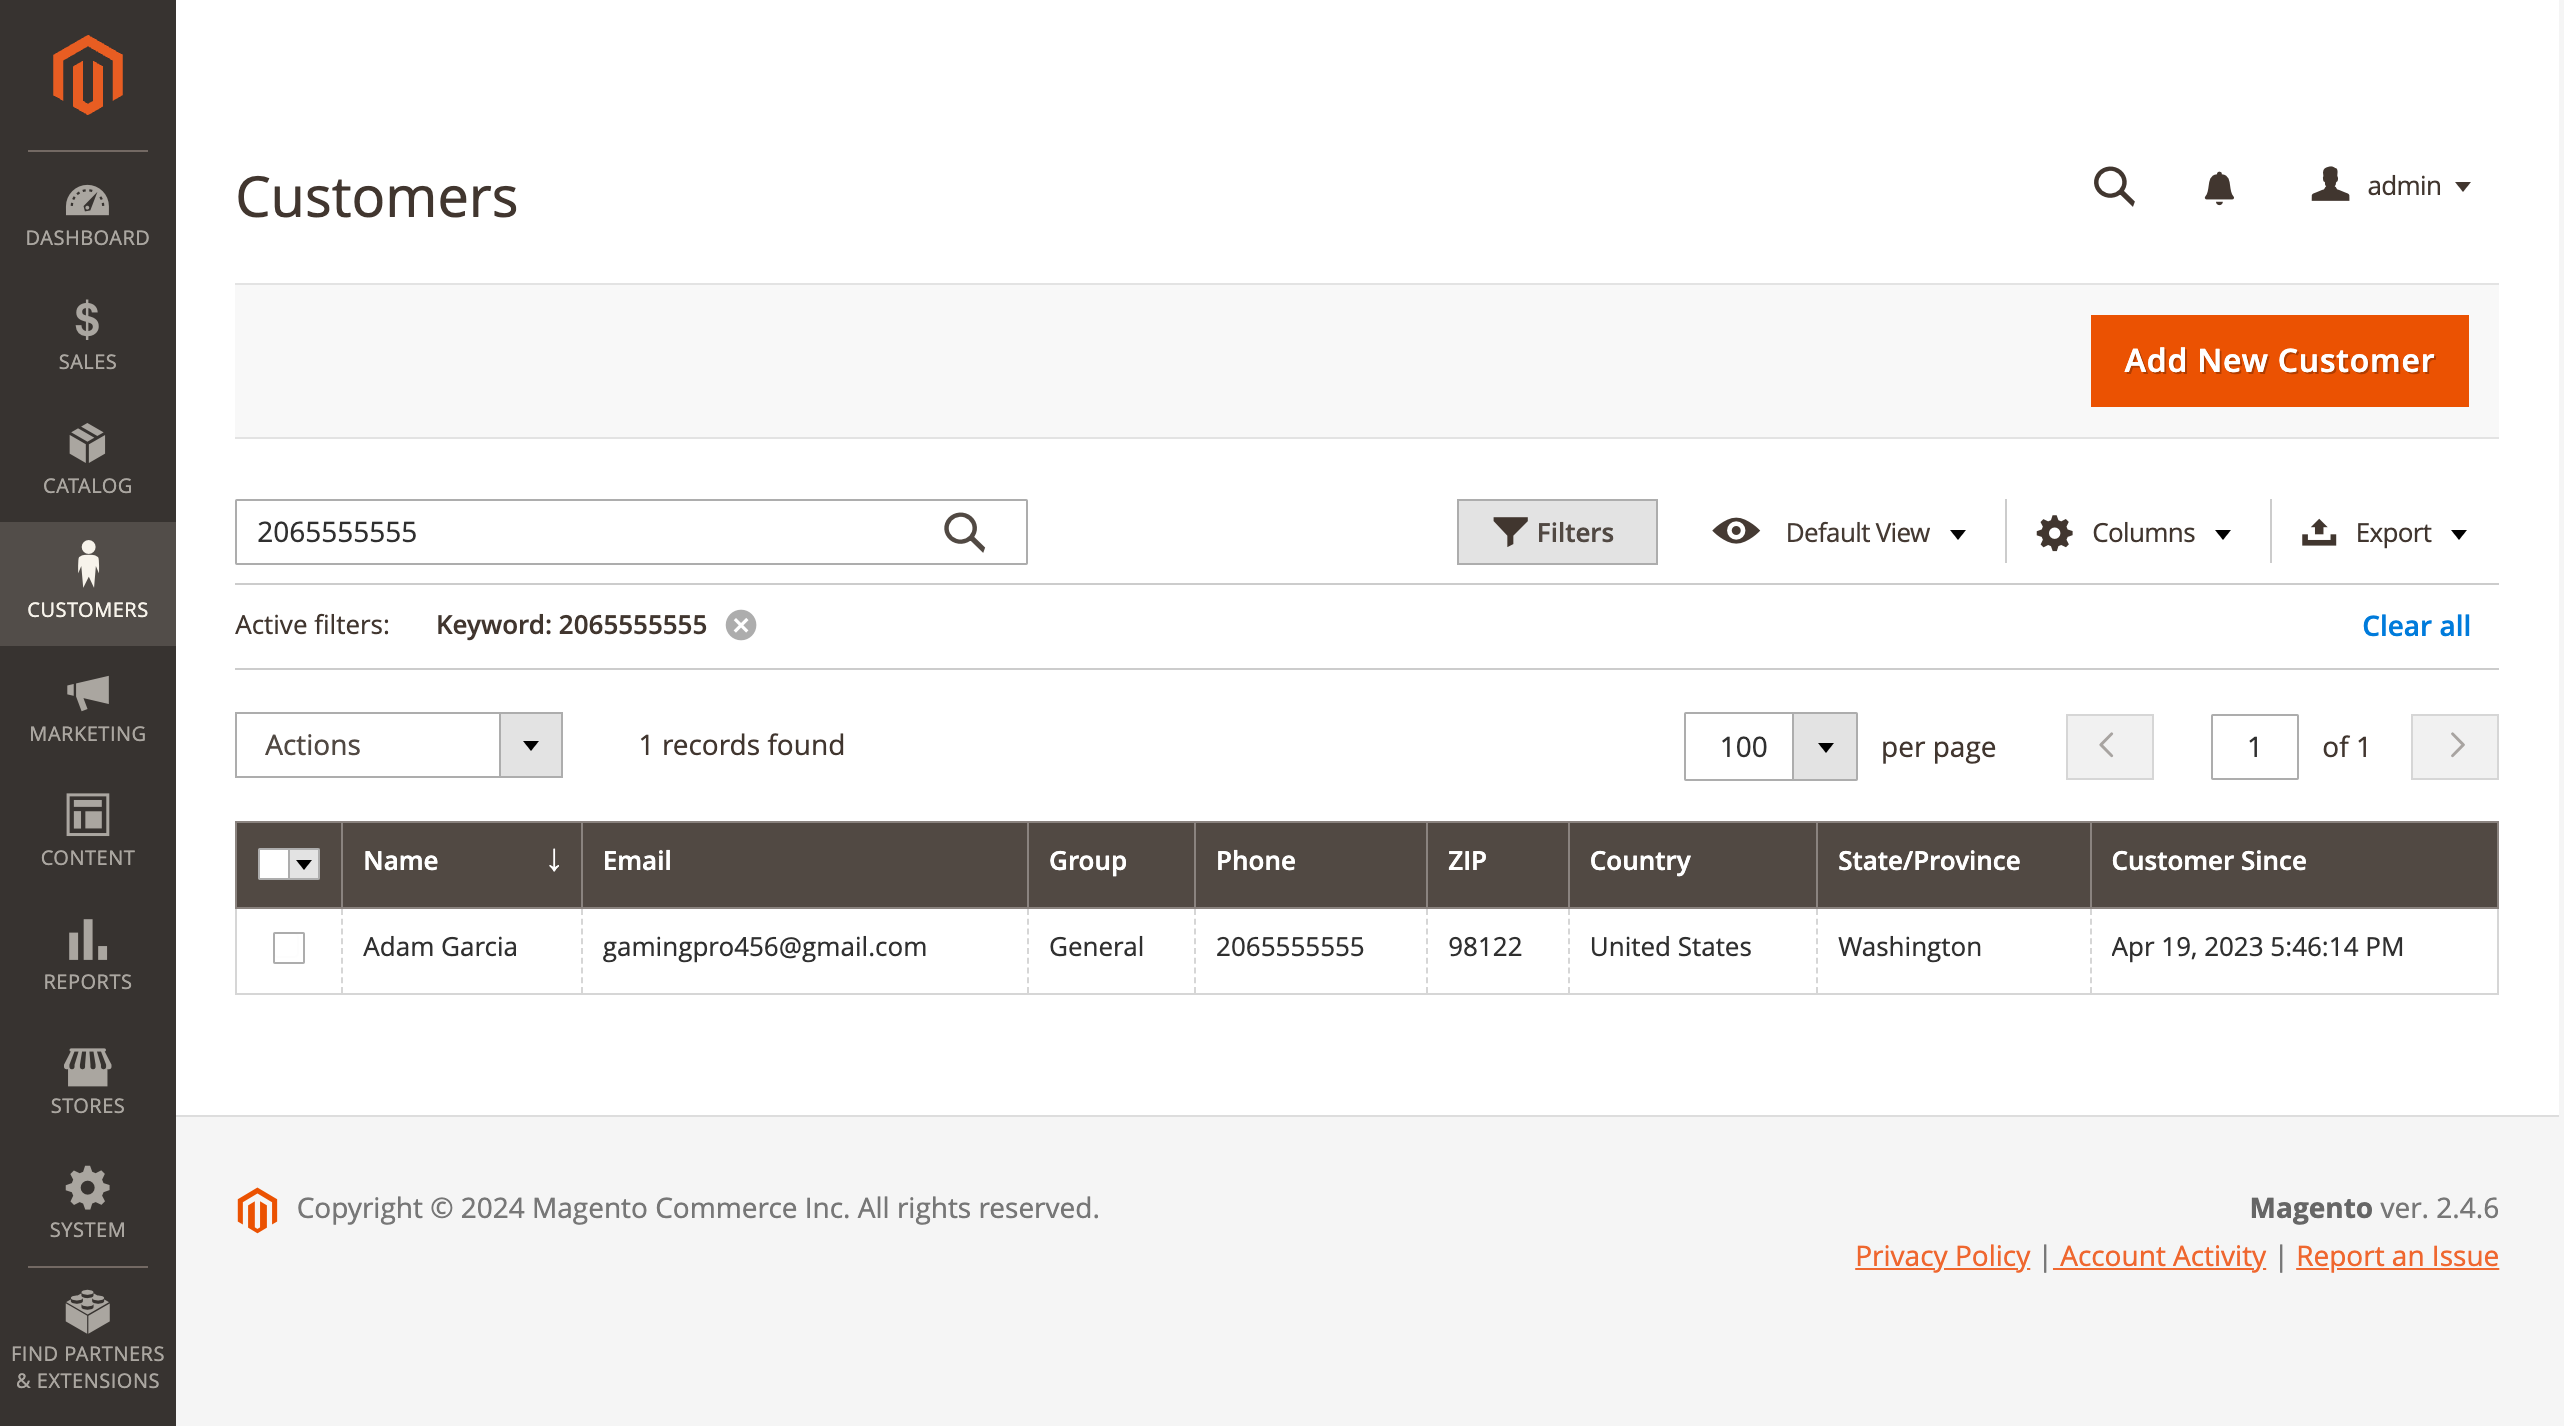 DASHBOARD
SALES
CATALOG
CUSTOMERS
MARKETING
CONTENT
REPORTS
STORES
SYSTEM
FIND PARTNERS
& EXTENSIONS
Customers
admin
Add New Customer
2065555555
Filters
Default View
Columns
Export
Active filters: Keyword: 2065555555
Clear all
Actions
1 records found
100 per page
1 of 1
Name Email Group Phone ZIP Country State/Province Customer Since
Adam Garcia gamingpro456@gmail.com General 2065555555 98122 United States Washington Apr 19, 2023 5:46:14 PM
Copyright © 2024 Magento Commerce Inc. All rights reserved.
Magento ver. 2.4.6
Privacy Policy | Account Activity | Report an Issue